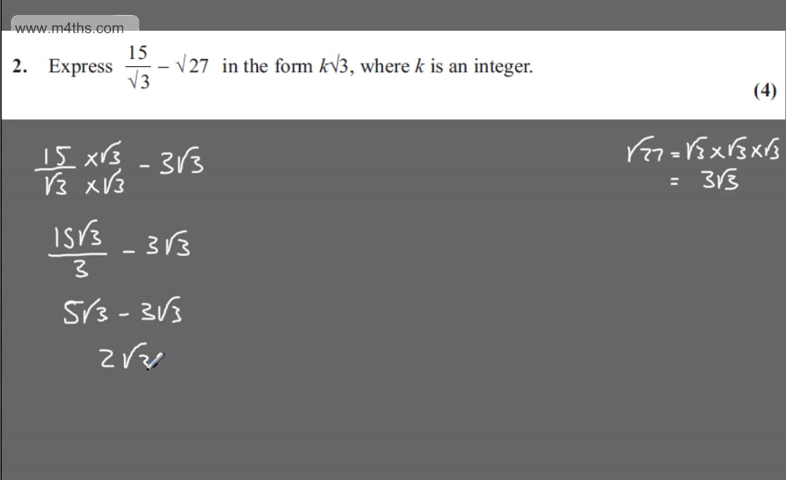 www.m4ths.com
2. Express 15/√3 − √27 in the form k√3, where k is an integer.
(4)
15 ×√3 / √3 ×√3 − 3√3
√27 = √3 × √3 × √3
= 3√3
15√3 / 3 − 3√3
5√3 − 3√3
2√3